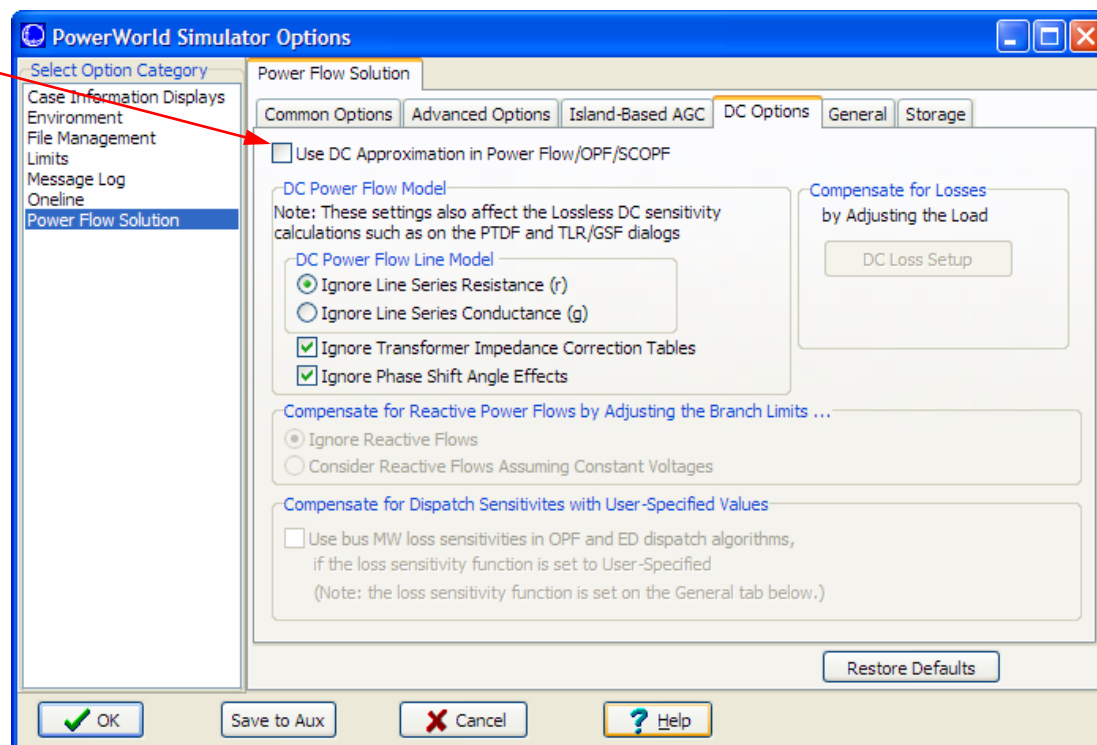 PowerWorld Simulator Options
Select Option Category
Case Information Displays
Environment
File Management
Limits
Message Log
Oneline
Power Flow Solution
Power Flow Solution
Common Options
Advanced Options
Island-Based AGC
DC Options
General
Storage
Use DC Approximation in Power Flow/OPF/SCOPF
DC Power Flow Model
Note: These settings also affect the Lossless DC sensitivity
calculations such as on the PTDF and TLR/GSF dialogs
DC Power Flow Line Model
Ignore Line Series Resistance (r)
Ignore Line Series Conductance (g)
Ignore Transformer Impedance Correction Tables
Ignore Phase Shift Angle Effects
Compensate for Losses
by Adjusting the Load
DC Loss Setup
Compensate for Reactive Power Flows by Adjusting the Branch Limits ...
Ignore Reactive Flows
Consider Reactive Flows Assuming Constant Voltages
Compensate for Dispatch Sensitivites with User-Specified Values
Use bus MW loss sensitivities in OPF and ED dispatch algorithms,
if the loss sensitivity function is set to User-Specified
(Note: the loss sensitivity function is set on the General tab below.)
Restore Defaults
OK
Save to Aux
Cancel
? Help